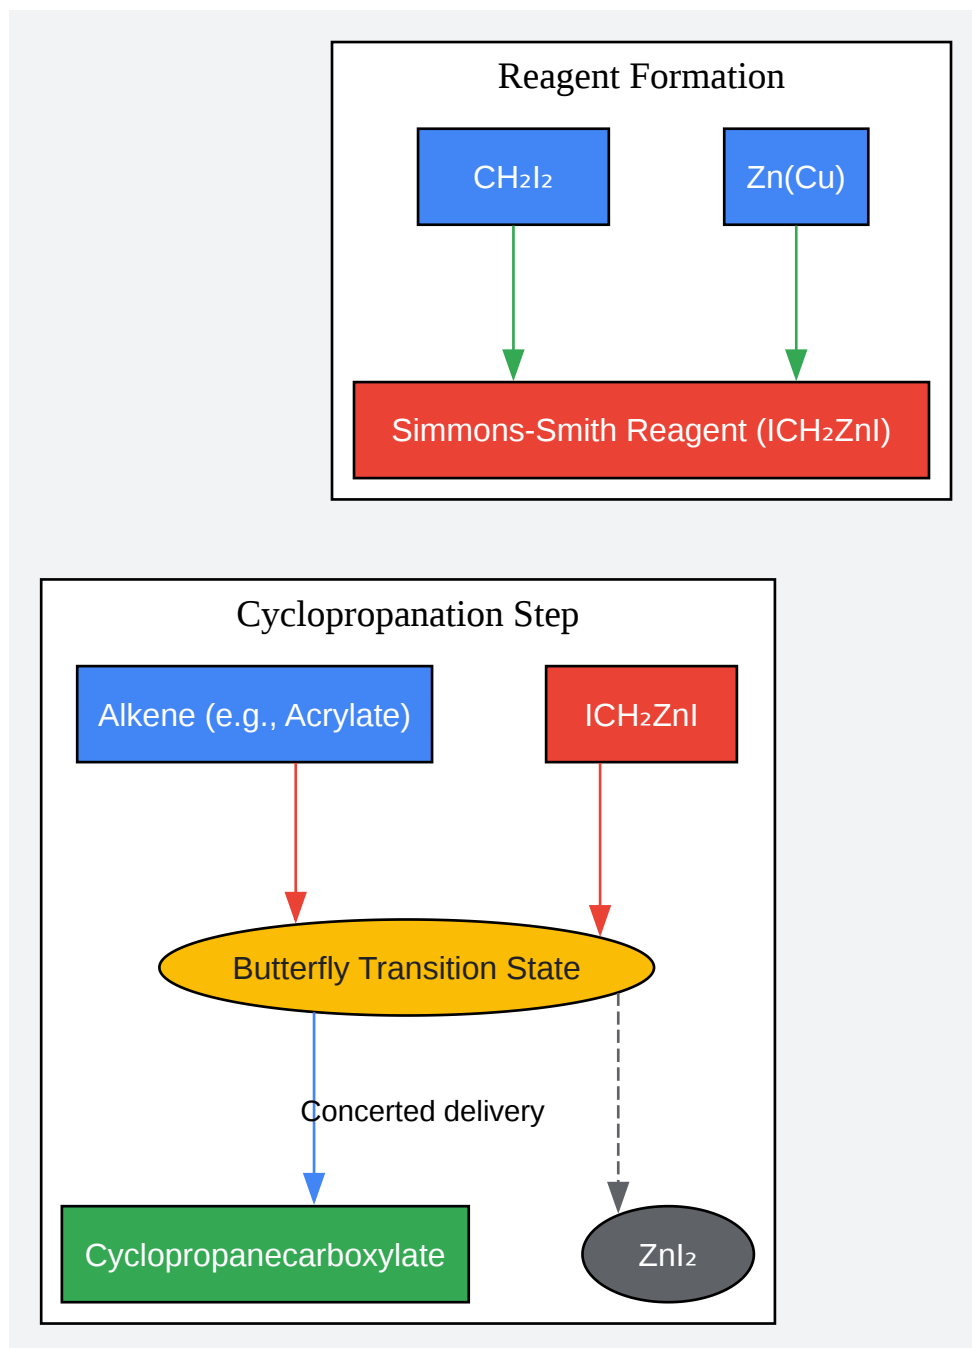 Reagent Formation
CH₂I₂
Zn(Cu)
Simmons-Smith Reagent (ICH₂ZnI)
Cyclopropanation Step
Alkene (e.g., Acrylate)
ICH₂ZnI
Butterfly Transition State
Concerted delivery
Cyclopropanecarboxylate
ZnI₂